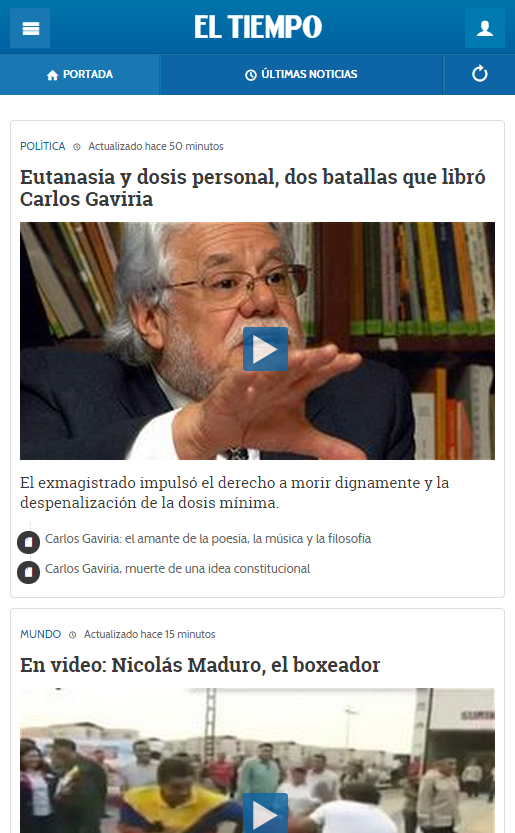 EL TIEMPO
PORTADA
ÚLTIMAS NOTICIAS
POLÍTICA Actualizado hace 50 minutos
Eutanasia y dosis personal, dos batallas que libró
Carlos Gaviria
El exmagistrado impulsó el derecho a morir dignamente y la
despenalización de la dosis mínima.
Carlos Gaviria: el amante de la poesía, la música y la filosofía
Carlos Gaviria, muerte de una idea constitucional
MUNDO Actualizado hace 15 minutos
En video: Nicolás Maduro, el boxeador